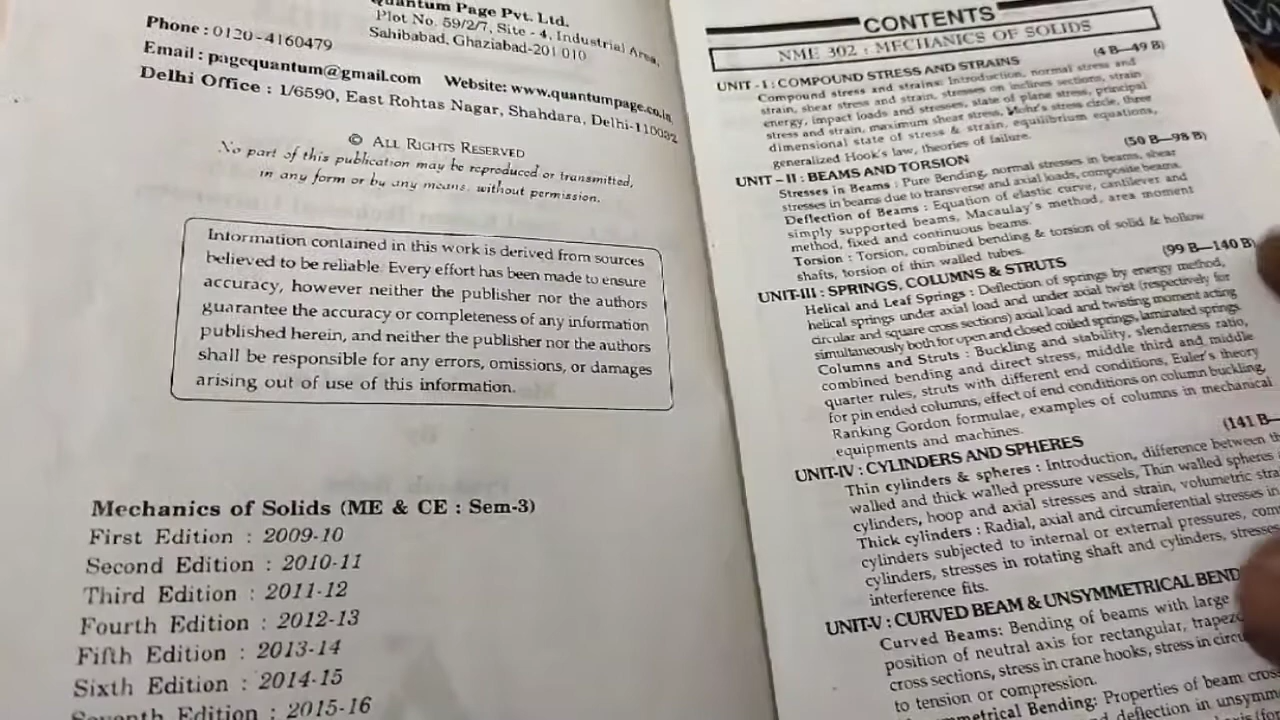 Quantum Page Pvt. Ltd.
Plot No. 59/2/7, Site - 4, Industrial Area,
Sahibabad, Ghaziabad-201 010
Phone : 0120-4160479
Email : pagequantum@gmail.com Website: www.quantumpage.co.in
Delhi Office : 1/6590, East Rohtas Nagar, Shahdara, Delhi-110032
© ALL RIGHTS RESERVED
No part of this publication may be reproduced or transmitted,
in any form or by any means, without permission.
Information contained in this work is derived from sources
believed to be reliable. Every effort has been made to ensure
accuracy, however neither the publisher nor the authors
guarantee the accuracy or completeness of any information
published herein, and neither the publisher nor the authors
shall be responsible for any errors, omissions, or damages
arising out of use of this information.
Mechanics of Solids (ME & CE : Sem-3)
First Edition : 2009-10
Second Edition : 2010-11
Third Edition : 2011-12
Fourth Edition : 2012-13
Fifth Edition : 2013-14
Sixth Edition : 2014-15
Seventh Edition : 2015-16
CONTENTS
NME 302 : MECHANICS OF SOLIDS
UNIT - I : COMPOUND STRESS AND STRAINS (4 B—49 B)
Compound stress and strains: Introduction, normal stress and
strain, shear stress and strain, stresses on inclines sections, strain
energy, impact loads and stresses, state of plane stress, principal
stress and strain, maximum shear stress, Mohr's stress circle, three
dimensional state of stress & strain, equilibrium equations,
generalized Hook's law, theories of failure.
UNIT – II : BEAMS AND TORSION (50 B—98 B)
Stresses in Beams : Pure Bending, normal stresses in beams, shear
stresses in beams due to transverse and axial loads, composite beams.
Deflection of Beams : Equation of elastic curve, cantilever and
simply supported beams, Macaulay's method, area moment
method, fixed and continuous beams.
Torsion : Torsion, combined bending & torsion of solid & hollow
shafts, torsion of thin walled tubes.
UNIT-III : SPRINGS, COLUMNS & STRUTS (99 B—140 B)
Helical and Leaf Springs : Deflection of springs by energy method,
helical springs under axial load and under axial twist (respectively for
circular and square cross sections) axial load and twisting moment acting
simultaneously both for open and closed coiled springs, laminated springs.
Columns and Struts : Buckling and stability, slenderness ratio,
combined bending and direct stress, middle third and middle
quarter rules, struts with different end conditions, Euler's theory
for pin ended columns, effect of end conditions on column buckling,
Ranking Gordon formulae, examples of columns in mechanical
equipments and machines.
UNIT-IV : CYLINDERS AND SPHERES (141 B—
Thin cylinders & spheres : Introduction, difference between
walled and thick walled pressure vessels, Thin walled spheres
cylinders, hoop and axial stresses and strain, volumetric
Thick cylinders : Radial, axial and circumferential stresses in
cylinders subjected to internal or external pressures,
cylinders, stresses in rotating shaft and cylinders, stresses
interference fits.
UNIT-V : CURVED BEAM & UNSYMMETRICAL BEND
Curved Beams: Bending of beams with large
position of neutral axis for rectangular,
cross sections, stress in crane hooks, stress in
to tension or compression.
Bending: Properties of beam cross
deflection in